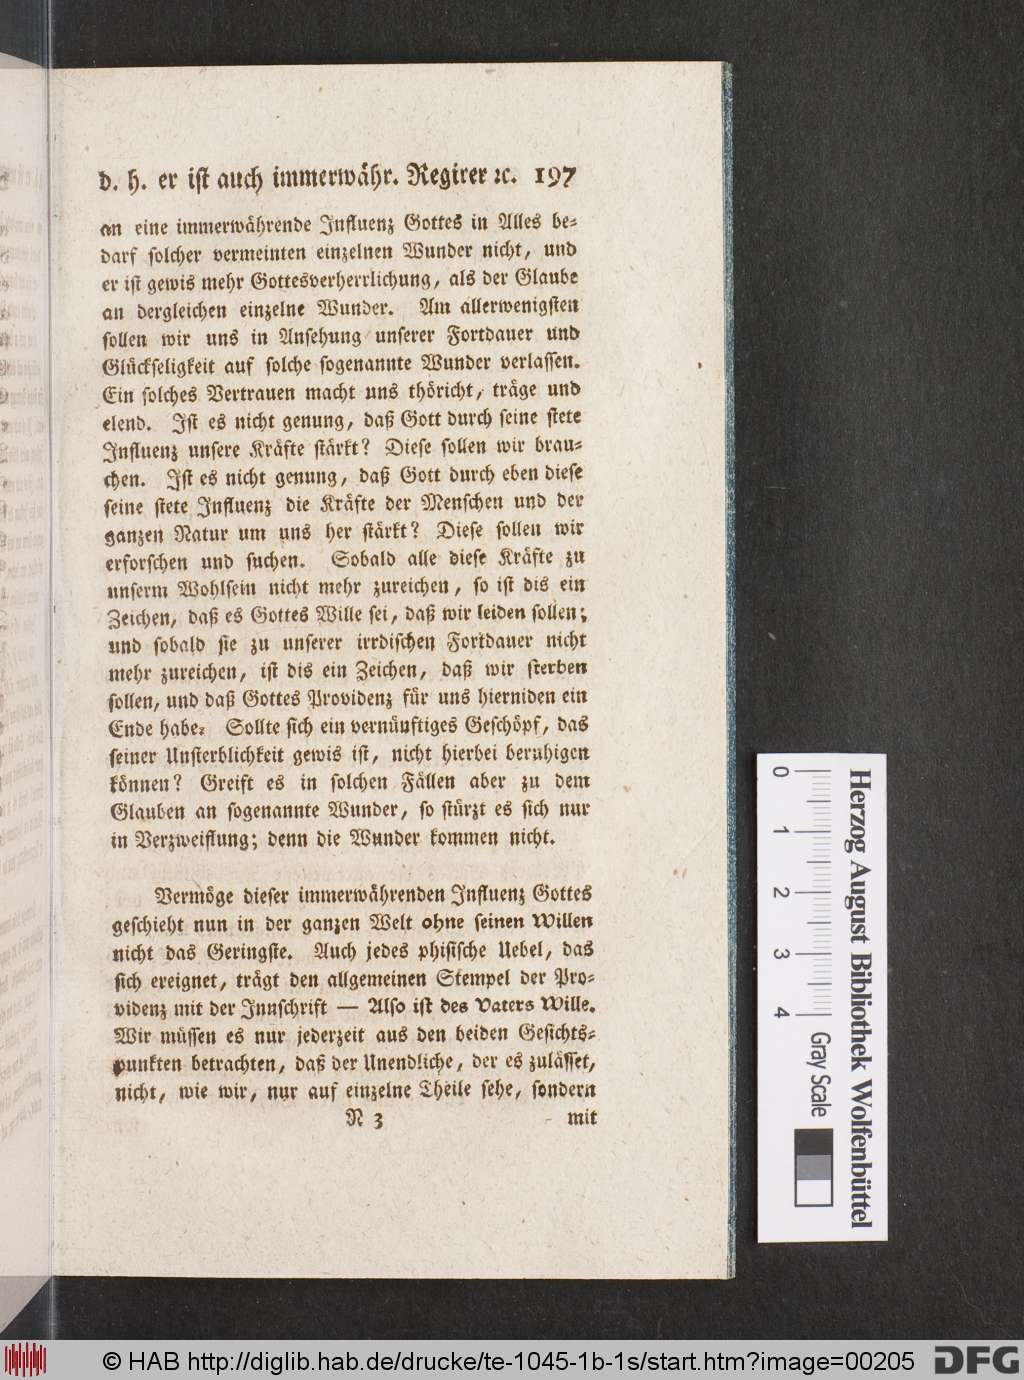 d. h. er ist auch immerwähr. Regirer ꝛc. 197
an eine immerwährende Influenz Gottes in Alles be-
darf solcher vermeinten einzelnen Wunder nicht, und
er ist gewis mehr Gottesverherrlichung, als der Glaube
an dergleichen einzelne Wunder. Am allerwenigsten
sollen wir uns in Ansehung unserer Fortdauer und
Glückseligkeit auf solche sogenannte Wunder verlassen.
Ein solches Vertrauen macht uns thöricht, träge und
elend. Ist es nicht genung, daß Gott durch seine stete
Influenz unsere Kräfte stärkt? Diese sollen wir brau-
chen. Ist es nicht genung, daß Gott durch eben diese
seine stete Influenz die Kräfte der Menschen und der
ganzen Natur um uns her stärkt? Diese sollen wir
erforschen und suchen. Sobald alle diese Kräfte zu
unserm Wohlsein nicht mehr zureichen, so ist dis ein
Zeichen, daß es Gottes Wille sei, daß wir leiden sollen;
und sobald sie zu unserer irrdischen Fortdauer nicht
mehr zureichen, ist dis ein Zeichen, daß wir sterben
sollen, und daß Gottes Providenz für uns hierniden ein
Ende habe. Sollte sich ein vernünftiges Geschöpf, das
seiner Unsterblichkeit gewis ist, nicht hierbei beruhigen
können? Greift es in solchen Fällen aber zu dem
Glauben an sogenannte Wunder, so stürzt es sich nur
in Verzweiflung; denn die Wunder kommen nicht.
Vermöge dieser immerwährenden Influenz Gottes
geschieht nun in der ganzen Welt ohne seinen Willen
nicht das Geringste. Auch jedes phisische Uebel, das
sich ereignet, trägt den allgemeinen Stempel der Pro-
videnz mit der Innschrift — Also ist des Vaters Wille.
Wir müssen es nur jederzeit aus den beiden Gesichts-
punkten betrachten, daß der Unendliche, der es zulässet,
nicht, wie wir, nur auf einzelne Theile sehe, sondern
N 3 mit
0 1 2 3 4
Gray Scale
Herzog August Bibliothek Wolfenbüttel
© HAB http://diglib.hab.de/drucke/te-1045-1b-1s/start.htm?image=00205 DFG